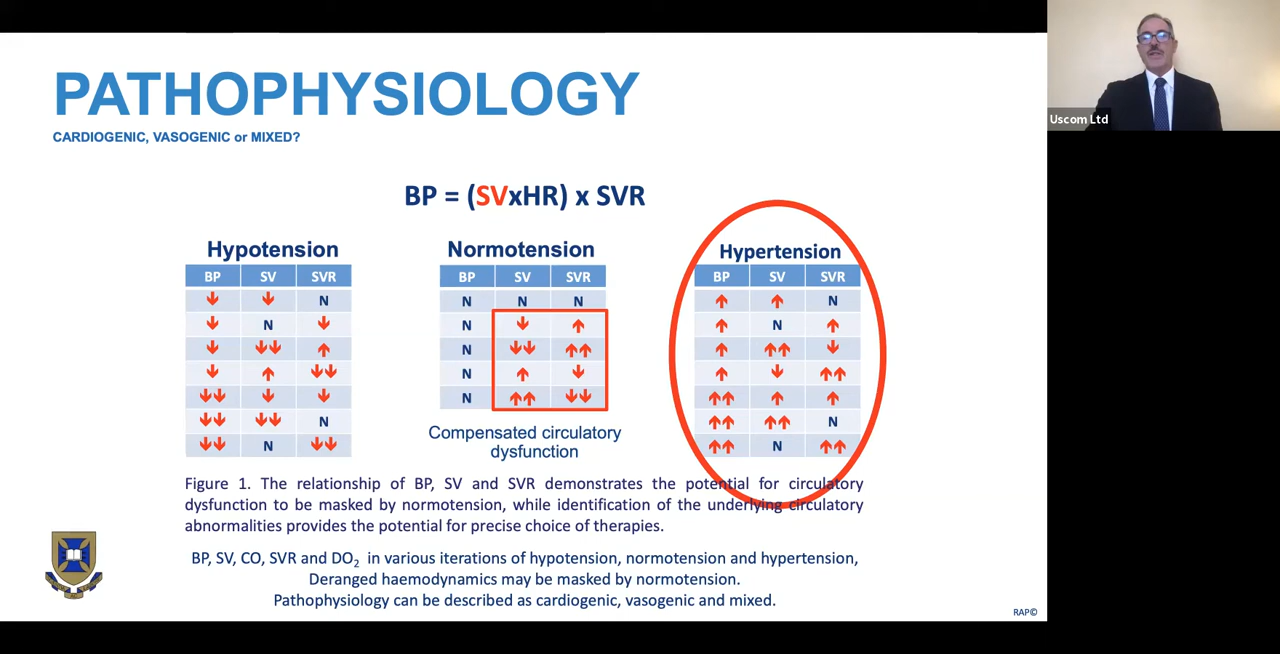 PATHOPHYSIOLOGY
CARDIOGENIC, VASOGENIC or MIXED?
BP = (SVxHR) x SVR
Hypotension
BP SV SVR
↓ ↓ N
↓ N ↓
↓ ↓↓ ↑
↓ ↑ ↓↓
↓↓ ↓ ↓
↓↓ ↓↓ N
↓↓ N ↓↓
Normotension
BP SV SVR
N N N
N ↓ ↑
N ↓↓ ↑↑
N ↑ ↓
N ↑↑ ↓↓
Compensated circulatory
dysfunction
Hypertension
BP SV SVR
↑ ↑ N
↑ N ↑
↑ ↑↑ ↓
↑ ↓ ↑↑
↑↑ ↑ ↑
↑↑ ↑↑ N
↑↑ N ↑↑
Figure 1. The relationship of BP, SV and SVR demonstrates the potential for circulatory
dysfunction to be masked by normotension, while identification of the underlying circulatory
abnormalities provides the potential for precise choice of therapies.
BP, SV, CO, SVR and DO₂ in various iterations of hypotension, normotension and hypertension,
Deranged haemodynamics may be masked by normotension.
Pathophysiology can be described as cardiogenic, vasogenic and mixed.
RAP©
Uscom Ltd